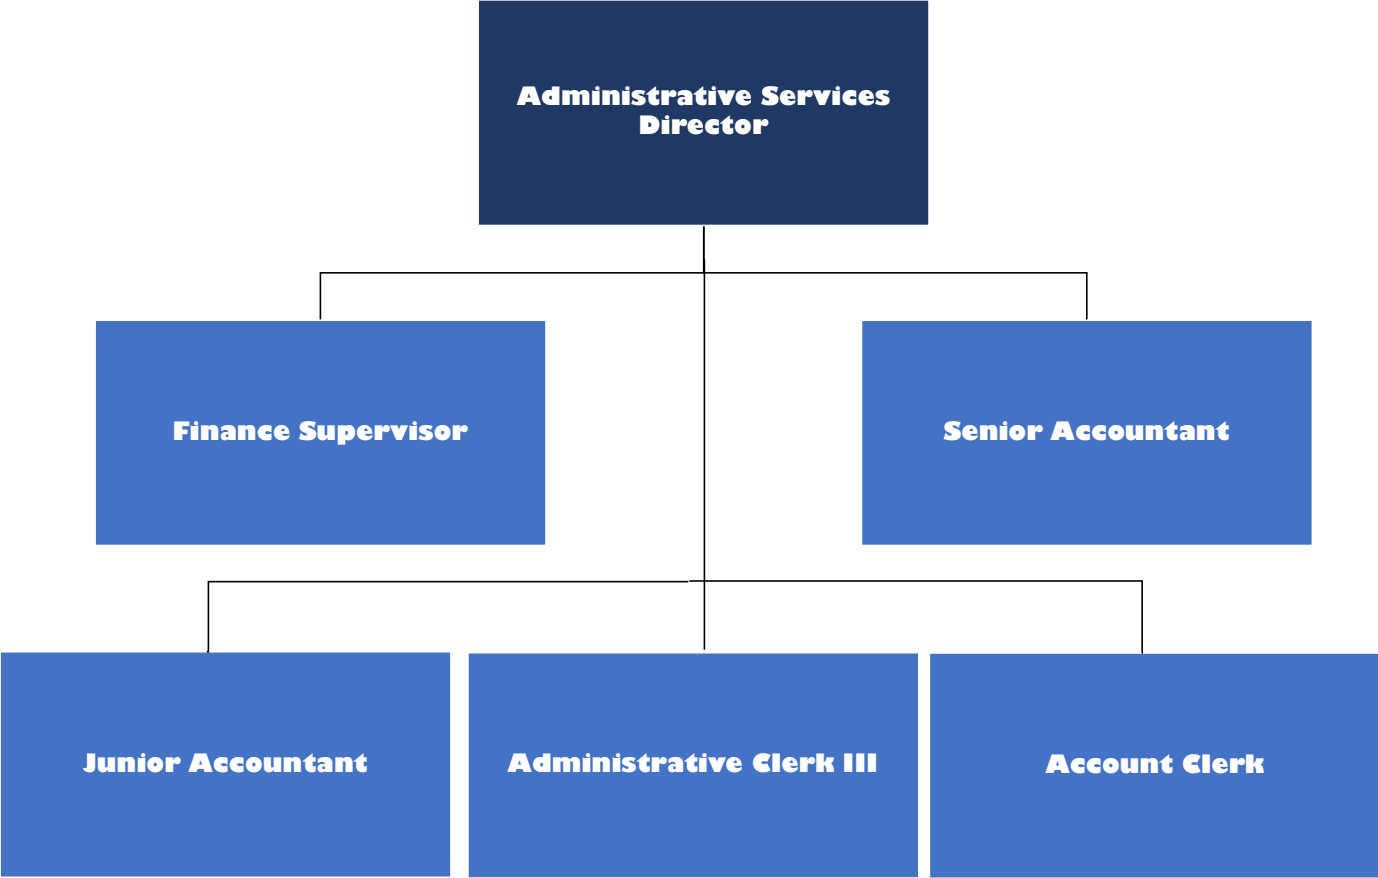 Administrative Services
Director
Finance Supervisor
Senior Accountant
Junior Accountant
Administrative Clerk III
Account Clerk